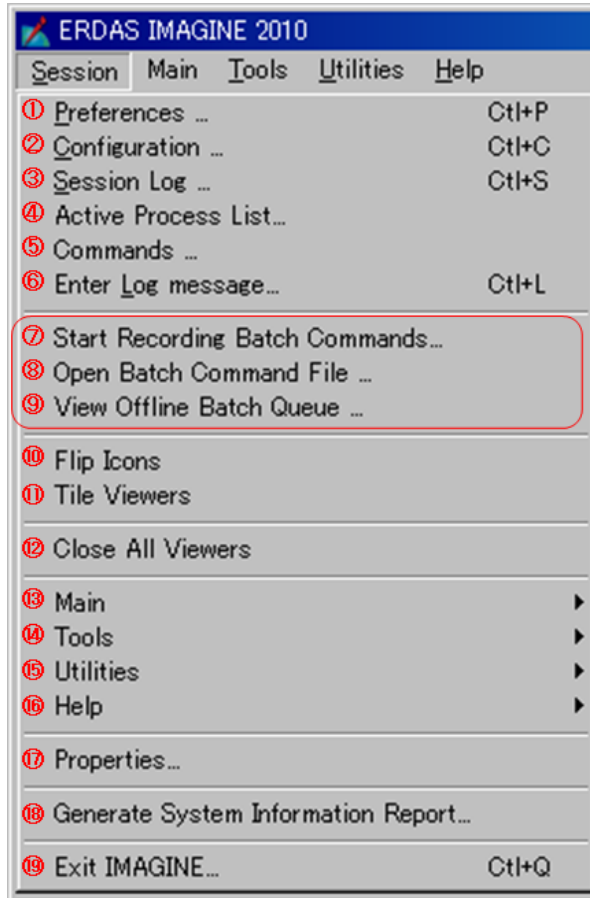 ERDAS IMAGINE 2010
Session Main Tools Utilities Help
① Preferences ... Ctl+P
② Configuration ... Ctl+C
③ Session Log ... Ctl+S
④ Active Process List...
⑤ Commands ...
⑥ Enter Log message... Ctl+L
⑦ Start Recording Batch Commands...
⑧ Open Batch Command File ...
⑨ View Offline Batch Queue ...
⑩ Flip Icons
⑪ Tile Viewers
⑫ Close All Viewers
⑬ Main
⑭ Tools
⑮ Utilities
⑯ Help
⑰ Properties...
⑱ Generate System Information Report...
⑲ Exit IMAGINE... Ctl+Q